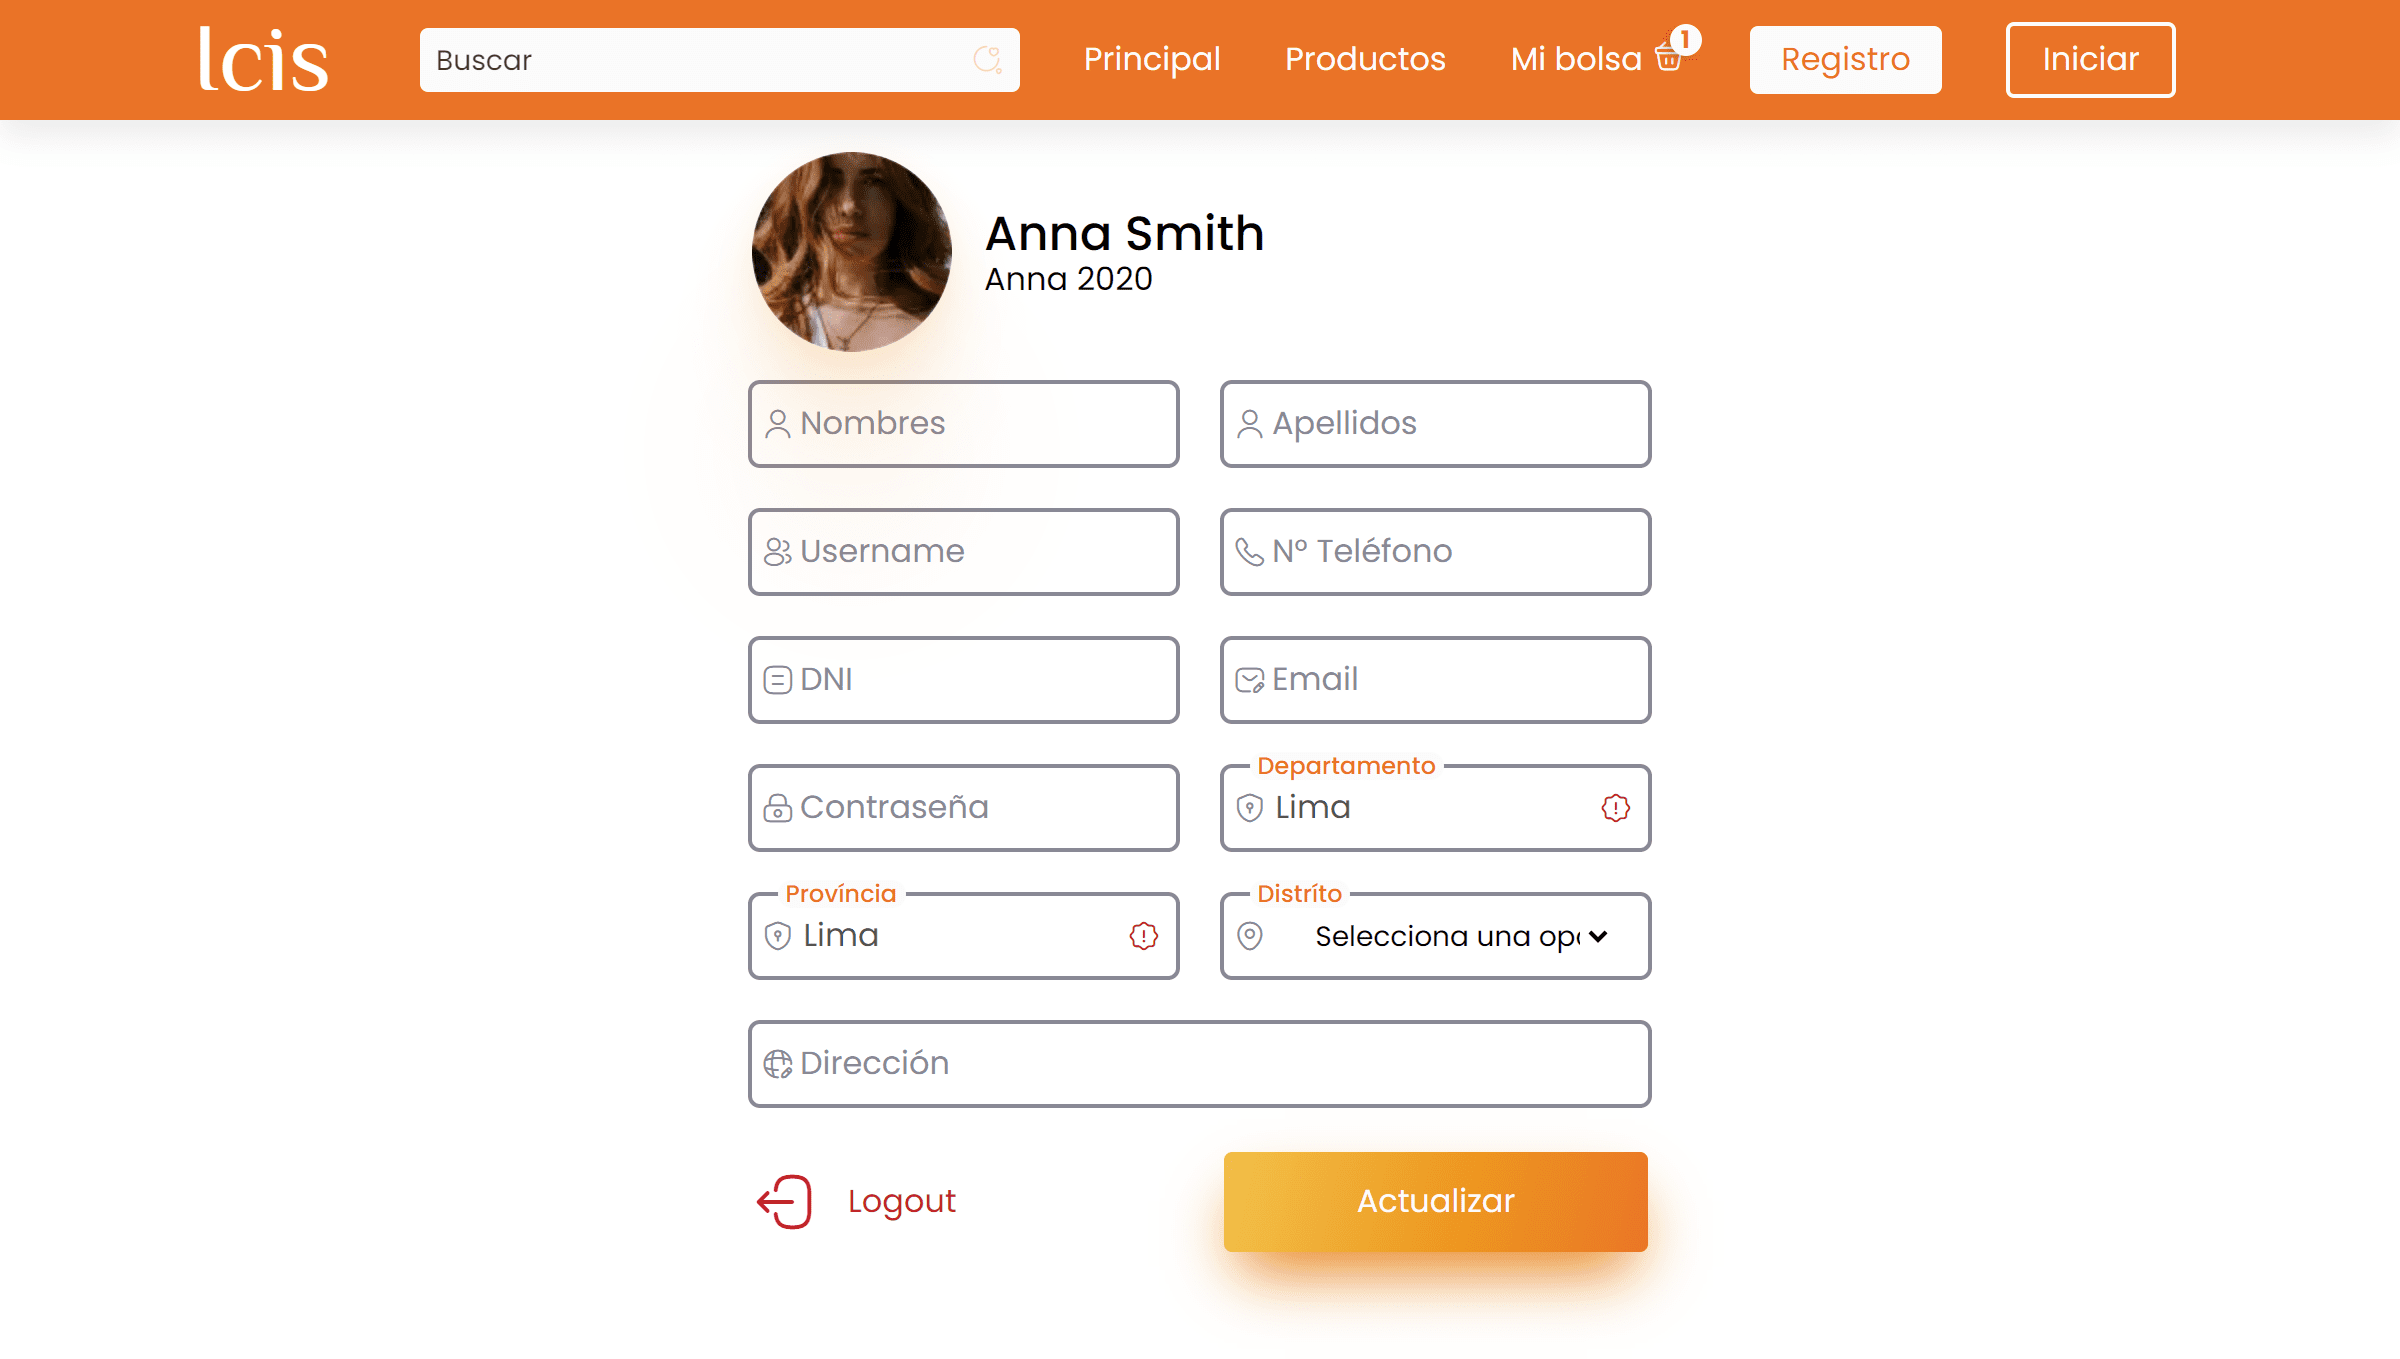 lcis
Buscar
Principal
Productos
Mi bolsa
1
Registro
Iniciar
Anna Smith
Anna 2020
Nombres
Apellidos
Username
Nº Teléfono
DNI
Email
Contraseña
Departamento
Lima
Província
Lima
Distríto
Selecciona una opc
Dirección
Logout
Actualizar